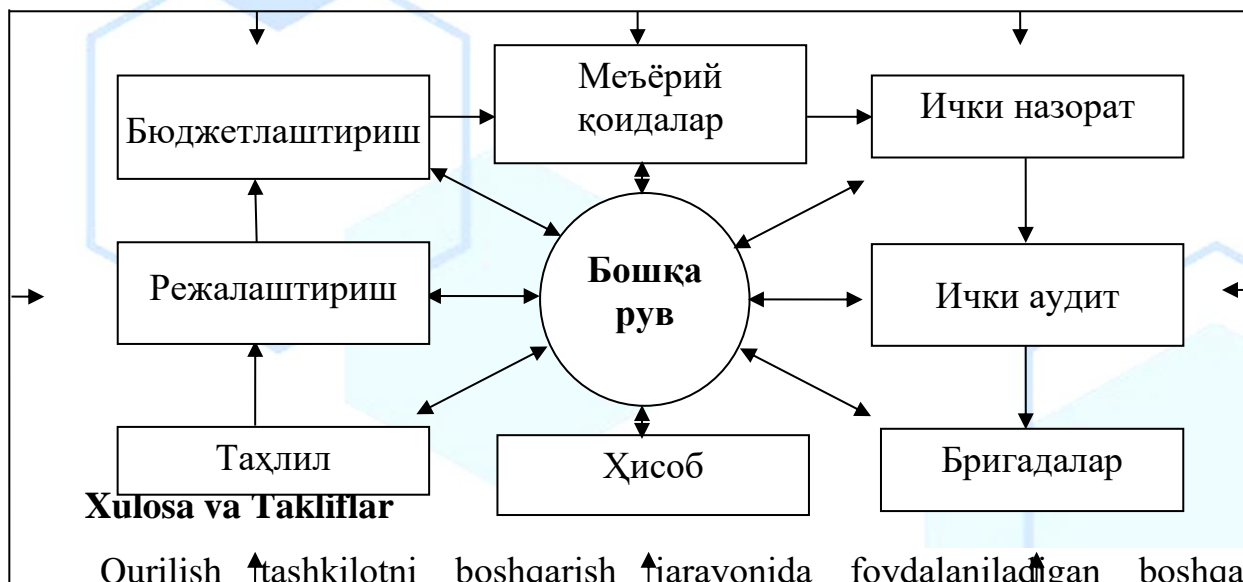 Бюджетлаштириш
Меъёрий
қоидалар
Ички назорат
Режалаштириш
Бошқа
рув
Ички аудит
Таҳлил
Ҳисоб
Бригадалар
Xulosa va Takliflar
Qurilish tashkilotni boshqarish jarayonida foydalaniladigan boshqa